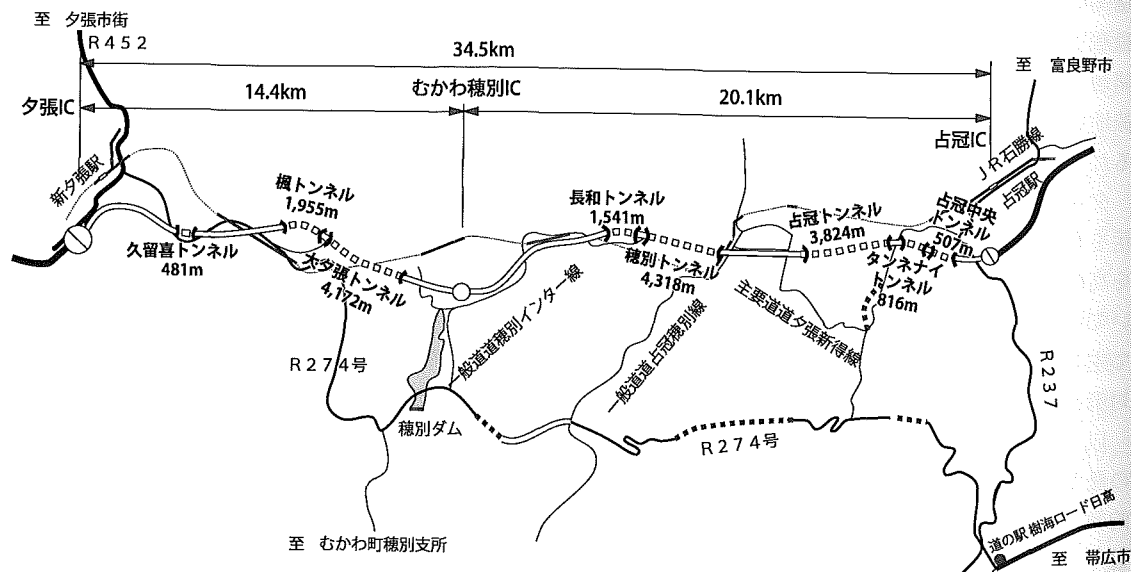 至 夕張市街
R452
34.5km
至 富良野市
14.4km
むかわ穂別IC
20.1km
夕張IC
占冠IC
JR石勝線
新夕張駅
占冠駅
楓トンネル
1,955m
長和トンネル
1,541m
占冠トンネル
3,824m
占冠中央
トンネル
507m
久留喜トンネル
481m
大夕張トンネル
4,172m
穂別トンネル
4,318m
タンネナイ
トンネル
816m
一般道道穂別インター線
一般道道占冠穂別線
主要道道夕張新得線
R274号
R237
穂別ダム
R274号
道の駅 樹海ロード日高
至 むかわ町穂別支所
至 帯広市